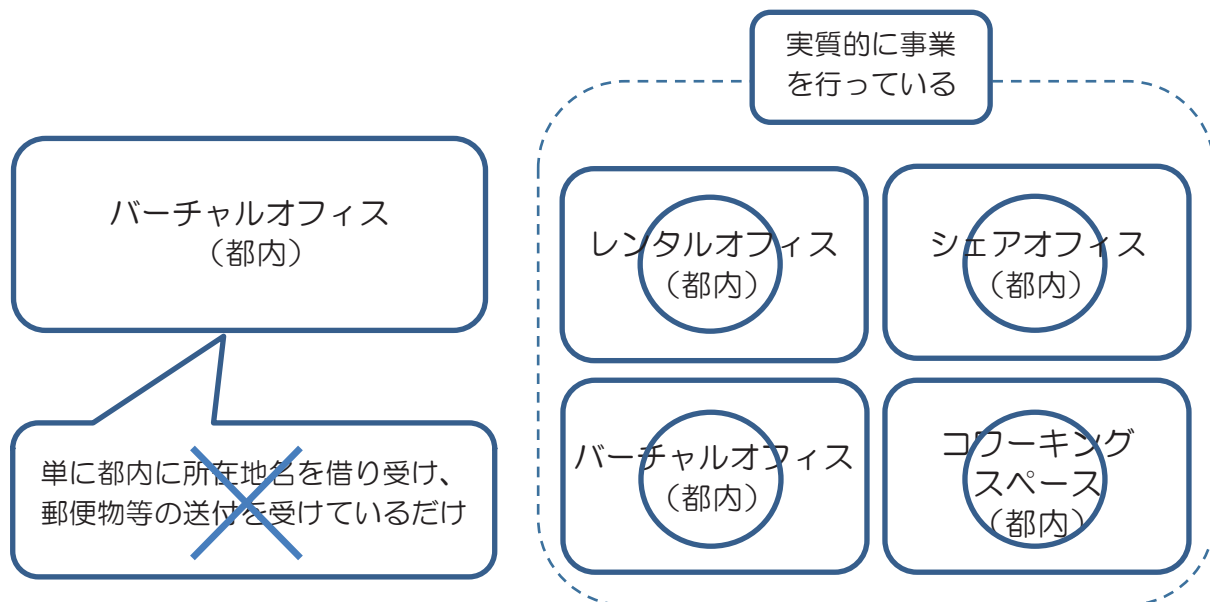 実質的に事業
を行っている
バーチャルオフィス
（都内）
単に都内に所在地名を借り受け、
郵便物等の送付を受けているだけ
レンタルオフィス
（都内）
シェアオフィス
（都内）
バーチャルオフィス
（都内）
コワーキング
スペース
（都内）